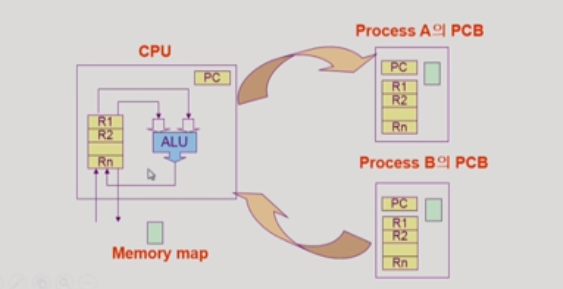 CPU
PC
R1
R2
Rn
ALU
Memory map
Process A의 PCB
PC
R1
R2
Rn
Process B의 PCB
PC
R1
R2
Rn